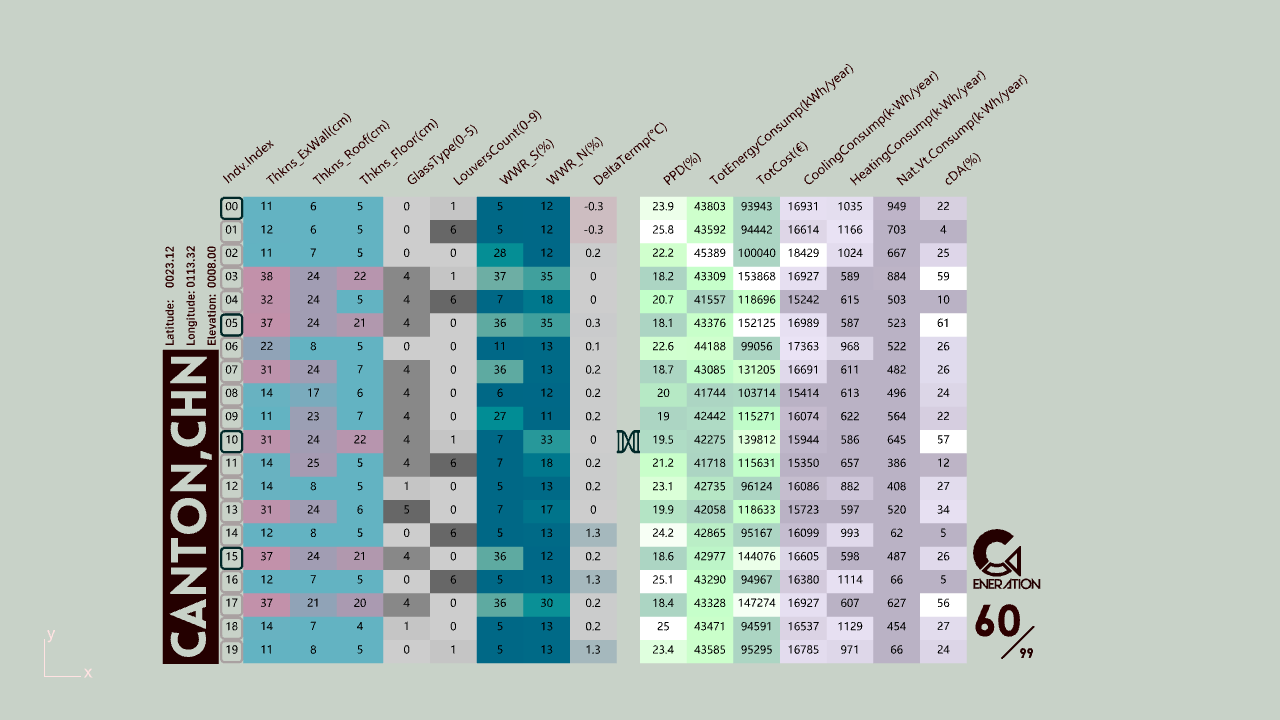 Indv.Index Thkns_ExWall(cm) Thkns_Roof(cm) Thkns_Floor(cm) GlassType(0-5) LouversCount(0-9) WWR_S(%) WWR_N(%) DeltaTermp(°C) PPD(%) TotEnergyConsump(kWh/year) TotCost(€) CoolingConsump(k·Wh/year) HeatingConsump(k·Wh/year) Nat.Vt.Consump(k·Wh/year) cDA(%)
00 11 6 5 0 1 5 12 -0.3 23.9 43803 93943 16931 1035 949 22
01 12 6 5 0 6 5 12 -0.3 25.8 43592 94442 16614 1166 703 4
02 11 7 5 0 0 28 12 0.2 22.2 45389 100040 18429 1024 667 25
03 38 24 22 4 1 37 35 0 18.2 43309 153868 16927 589 884 59
04 32 24 5 4 6 7 18 0 20.7 41557 118696 15242 615 503 10
05 37 24 21 4 0 36 35 0.3 18.1 43376 152125 16989 587 523 61
06 22 8 5 0 0 11 13 0.1 22.6 44188 99056 17363 968 522 26
07 31 24 7 4 0 36 13 0.2 18.7 43085 131205 16691 611 482 26
08 14 17 6 4 0 6 12 0.2 20 41744 103714 15414 613 496 24
09 11 23 7 4 0 27 11 0.2 19 42442 115271 16074 622 564 22
10 31 24 22 4 1 7 33 0 19.5 42275 139812 15944 586 645 57
11 14 25 5 4 6 7 18 0.2 21.2 41718 115631 15350 657 386 12
12 14 8 5 1 0 5 13 0.2 23.1 42735 96124 16086 882 408 27
13 31 24 6 5 0 7 17 0 19.9 42058 118633 15723 597 520 34
14 12 8 5 0 6 5 13 1.3 24.2 42865 95167 16099 993 62 5
15 37 24 21 4 0 36 12 0.2 18.6 42977 144076 16605 598 487 26
16 12 7 5 0 6 5 13 1.3 25.1 43290 94967 16380 1114 66 5
17 37 21 20 4 0 36 30 0.2 18.4 43328 147274 16927 607 627 56
18 14 7 4 1 0 5 13 0.2 25 43471 94591 16537 1129 454 27
19 11 8 5 0 1 5 13 1.3 23.4 43585 95295 16785 971 66 24
Latitude: 0023.12
Longitude: 0113.32
Elevation: 0008.00
CANTON,CHN
ENERATION
60/99
y
x